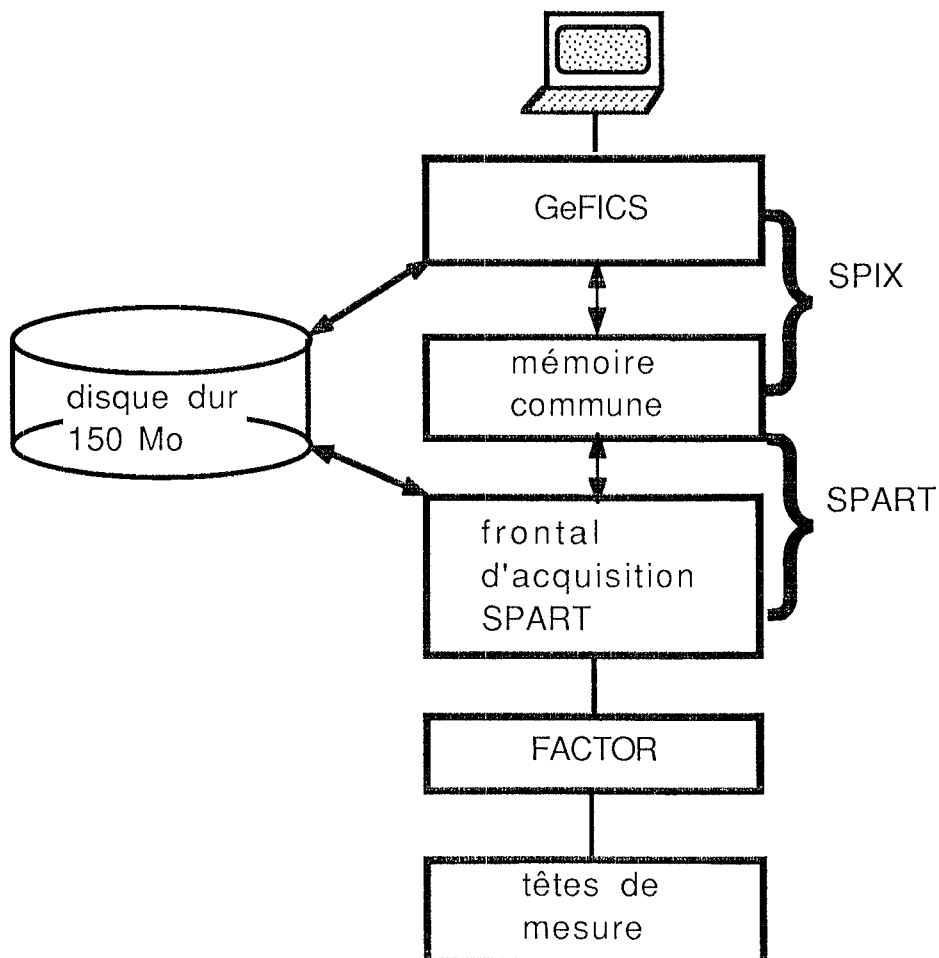 GeFICS
SPIX
mémoire
commune
disque dur
150 Mo
SPART
frontal
d'acquisition
SPART
FACTOR
têtes de
mesure